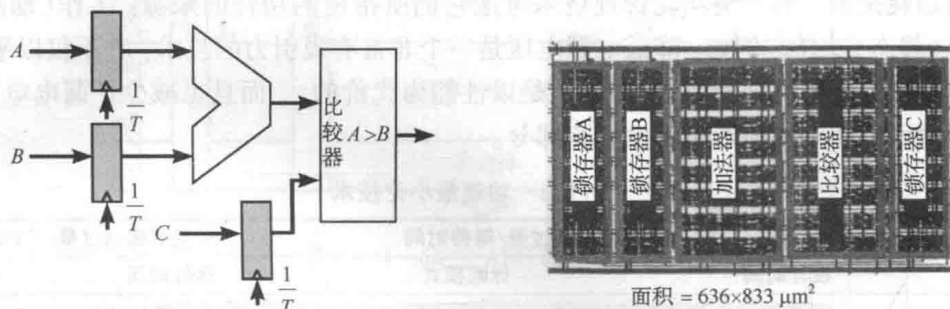 A
1/T
B
1/T
C
1/T
比较器
A>B
锁存器A
锁存器B
加法器
比较器
锁存器C
面积 = 636×833 μm²